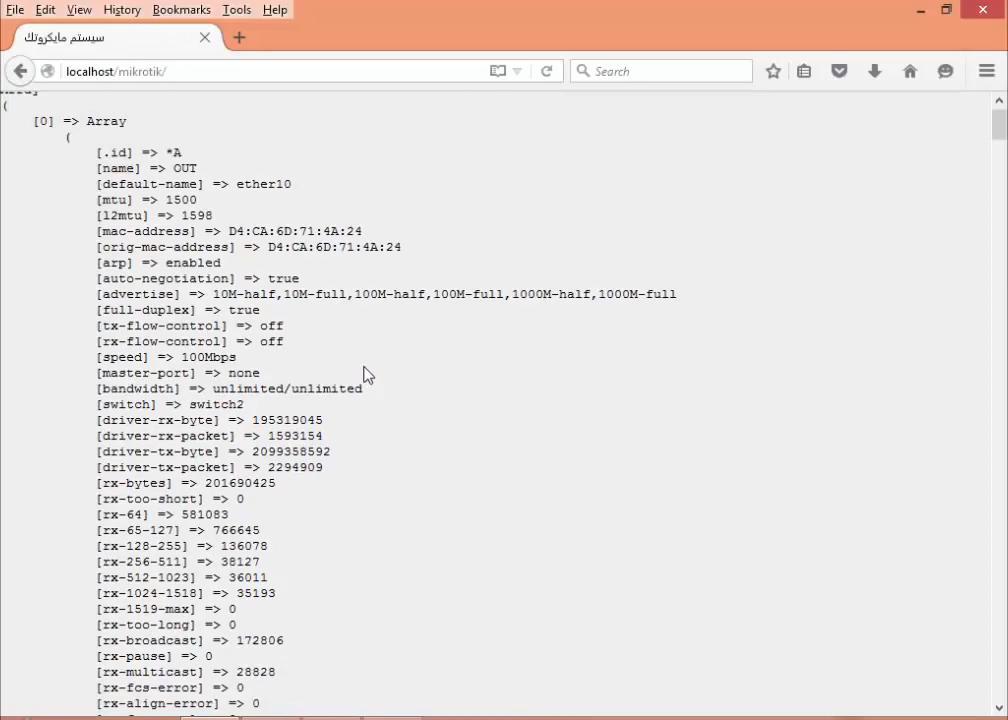 File Edit View History Bookmarks Tools Help
سيستم مايكروتك
localhost/mikrotik/
Search
(
[0] => Array
(
[.id] => *A
[name] => OUT
[default-name] => ether10
[mtu] => 1500
[l2mtu] => 1598
[mac-address] => D4:CA:6D:71:4A:24
[orig-mac-address] => D4:CA:6D:71:4A:24
[arp] => enabled
[auto-negotiation] => true
[advertise] => 10M-half,10M-full,100M-half,100M-full,1000M-half,1000M-full
[full-duplex] => true
[tx-flow-control] => off
[rx-flow-control] => off
[speed] => 100Mbps
[master-port] => none
[bandwidth] => unlimited/unlimited
[switch] => switch2
[driver-rx-byte] => 195319045
[driver-rx-packet] => 1593154
[driver-tx-byte] => 2099358592
[driver-tx-packet] => 2294909
[rx-bytes] => 201690425
[rx-too-short] => 0
[rx-64] => 581083
[rx-65-127] => 766645
[rx-128-255] => 136078
[rx-256-511] => 38127
[rx-512-1023] => 36011
[rx-1024-1518] => 35193
[rx-1519-max] => 0
[rx-too-long] => 0
[rx-broadcast] => 172806
[rx-pause] => 0
[rx-multicast] => 28828
[rx-fcs-error] => 0
[rx-align-error] => 0